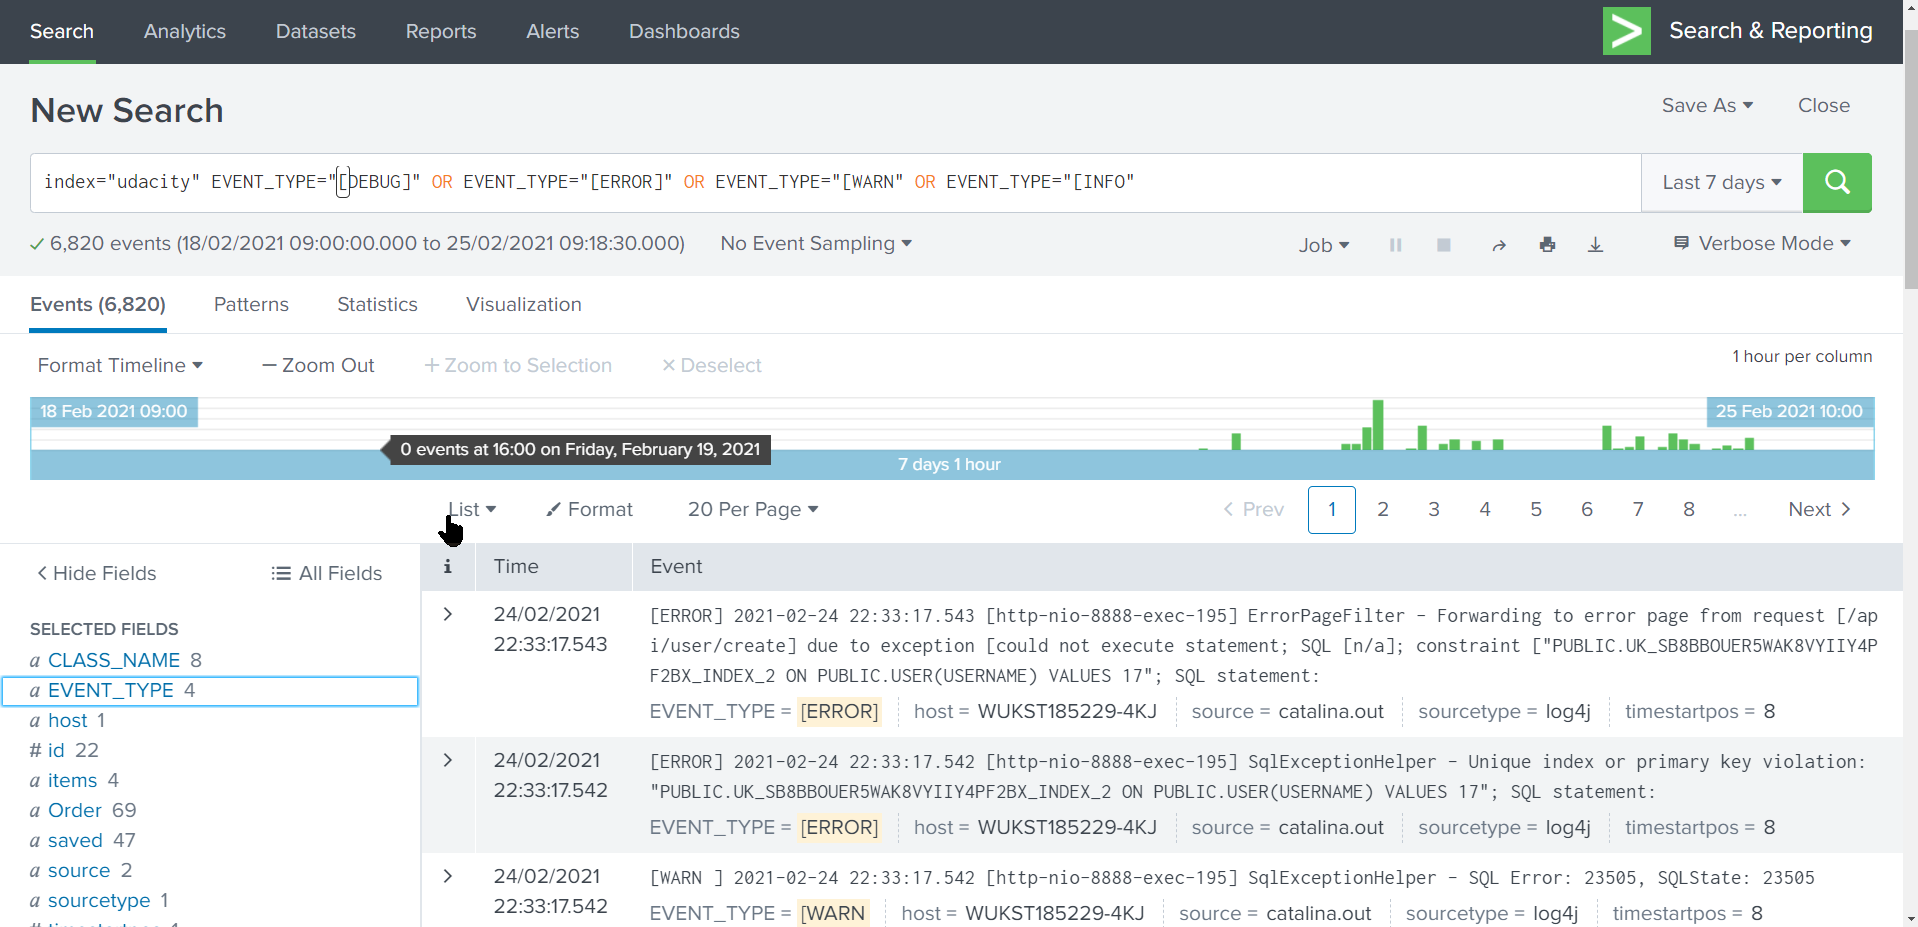 Search Analytics Datasets Reports Alerts Dashboards Search & Reporting
New Search
Save As Close
index="udacity" EVENT_TYPE="[DEBUG]" OR EVENT_TYPE="[ERROR]" OR EVENT_TYPE="[WARN" OR EVENT_TYPE="[INFO"
Last 7 days
6,820 events (18/02/2021 09:00:00.000 to 25/02/2021 09:18:30.000) No Event Sampling
Job Verbose Mode
Events (6,820) Patterns Statistics Visualization
Format Timeline — Zoom Out + Zoom to Selection × Deselect
1 hour per column
18 Feb 2021 09:00
25 Feb 2021 10:00
0 events at 16:00 on Friday, February 19, 2021
7 days 1 hour
List Format 20 Per Page
< Prev 1 2 3 4 5 6 7 8 ... Next >
< Hide Fields All Fields
SELECTED FIELDS
a CLASS_NAME 8
a EVENT_TYPE 4
a host 1
# id 22
a items 4
a Order 69
a saved 47
a source 2
a sourcetype 1
i Time Event
> 24/02/2021
22:33:17.543
[ERROR] 2021-02-24 22:33:17.543 [http-nio-8888-exec-195] ErrorPageFilter - Forwarding to error page from request [/ap
i/user/create] due to exception [could not execute statement; SQL [n/a]; constraint ["PUBLIC.UK_SB8BBOUER5WAK8VYIIY4P
F2BX_INDEX_2 ON PUBLIC.USER(USERNAME) VALUES 17"; SQL statement:
EVENT_TYPE = [ERROR] host = WUKST185229-4KJ source = catalina.out sourcetype = log4j timestartpos = 8
> 24/02/2021
22:33:17.542
[ERROR] 2021-02-24 22:33:17.542 [http-nio-8888-exec-195] SqlExceptionHelper - Unique index or primary key violation:
"PUBLIC.UK_SB8BBOUER5WAK8VYIIY4PF2BX_INDEX_2 ON PUBLIC.USER(USERNAME) VALUES 17"; SQL statement:
EVENT_TYPE = [ERROR] host = WUKST185229-4KJ source = catalina.out sourcetype = log4j timestartpos = 8
> 24/02/2021
22:33:17.542
[WARN ] 2021-02-24 22:33:17.542 [http-nio-8888-exec-195] SqlExceptionHelper - SQL Error: 23505, SQLState: 23505
EVENT_TYPE = [WARN host = WUKST185229-4KJ source = catalina.out sourcetype = log4j timestartpos = 8